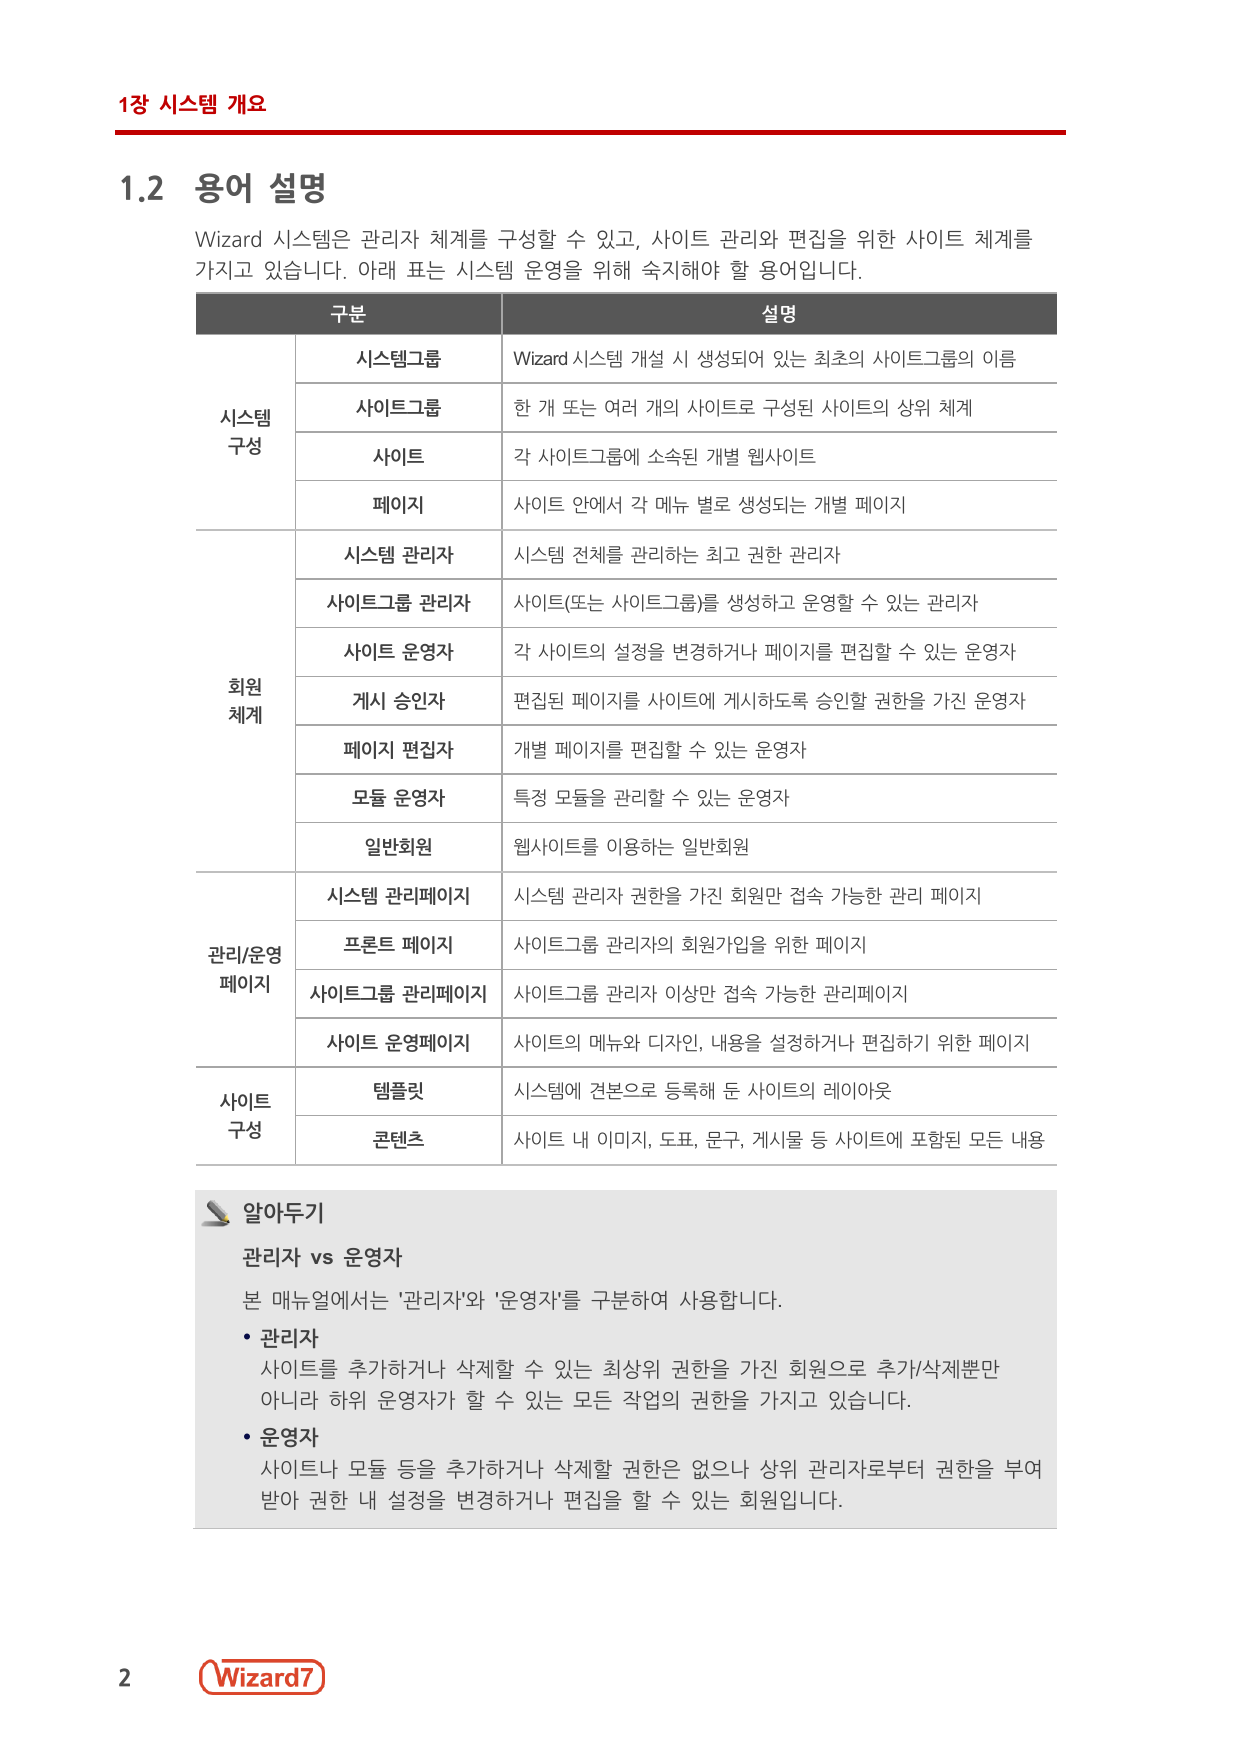 1장 시스템 개요
1.2 용어 설명
Wizard 시스템은 관리자 체계를 구성할 수 있고, 사이트 관리와 편집을 위한 사이트 체계를
가지고 있습니다. 아래 표는 시스템 운영을 위해 숙지해야 할 용어입니다.
구분 설명
시스템
구성
시스템그룹 Wizard 시스템 개설 시 생성되어 있는 최초의 사이트그룹의 이름
사이트그룹 한 개 또는 여러 개의 사이트로 구성된 사이트의 상위 체계
사이트 각 사이트그룹에 소속된 개별 웹사이트
페이지 사이트 안에서 각 메뉴 별로 생성되는 개별 페이지
회원
체계
시스템 관리자 시스템 전체를 관리하는 최고 권한 관리자
사이트그룹 관리자 사이트(또는 사이트그룹)를 생성하고 운영할 수 있는 관리자
사이트 운영자 각 사이트의 설정을 변경하거나 페이지를 편집할 수 있는 운영자
게시 승인자 편집된 페이지를 사이트에 게시하도록 승인할 권한을 가진 운영자
페이지 편집자 개별 페이지를 편집할 수 있는 운영자
모듈 운영자 특정 모듈을 관리할 수 있는 운영자
일반회원 웹사이트를 이용하는 일반회원
관리/운영
페이지
시스템 관리페이지 시스템 관리자 권한을 가진 회원만 접속 가능한 관리 페이지
프론트 페이지 사이트그룹 관리자의 회원가입을 위한 페이지
사이트그룹 관리페이지 사이트그룹 관리자 이상만 접속 가능한 관리페이지
사이트 운영페이지 사이트의 메뉴와 디자인, 내용을 설정하거나 편집하기 위한 페이지
사이트
구성
템플릿 시스템에 견본으로 등록해 둔 사이트의 레이아웃
콘텐츠 사이트 내 이미지, 도표, 문구, 게시물 등 사이트에 포함된 모든 내용
알아두기
관리자 vs 운영자
본 매뉴얼에서는 '관리자'와 '운영자'를 구분하여 사용합니다.
• 관리자
사이트를 추가하거나 삭제할 수 있는 최상위 권한을 가진 회원으로 추가/삭제뿐만
아니라 하위 운영자가 할 수 있는 모든 작업의 권한을 가지고 있습니다.
• 운영자
사이트나 모듈 등을 추가하거나 삭제할 권한은 없으나 상위 관리자로부터 권한을 부여
받아 권한 내 설정을 변경하거나 편집을 할 수 있는 회원입니다.
2 Wizard7